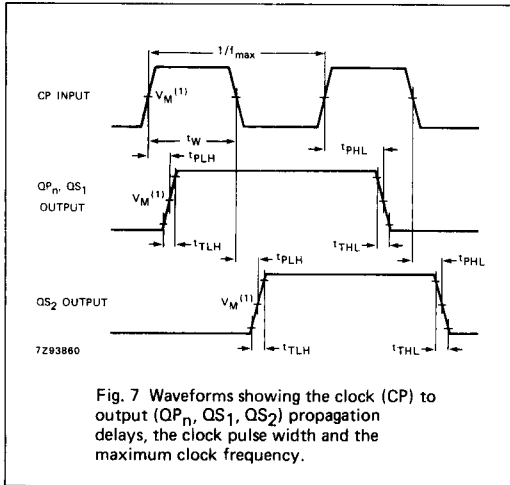 1/fmax
CP INPUT
VM(1)
tW
tPHL
tPLH
QPn, QS1
OUTPUT
VM(1)
tTLH
tTHL
tPLH
tPHL
QS2 OUTPUT
VM(1)
tTLH
tTHL
7Z93860
Fig. 7 Waveforms showing the clock (CP) to
output (QPn, QS1, QS2) propagation
delays, the clock pulse width and the
maximum clock frequency.